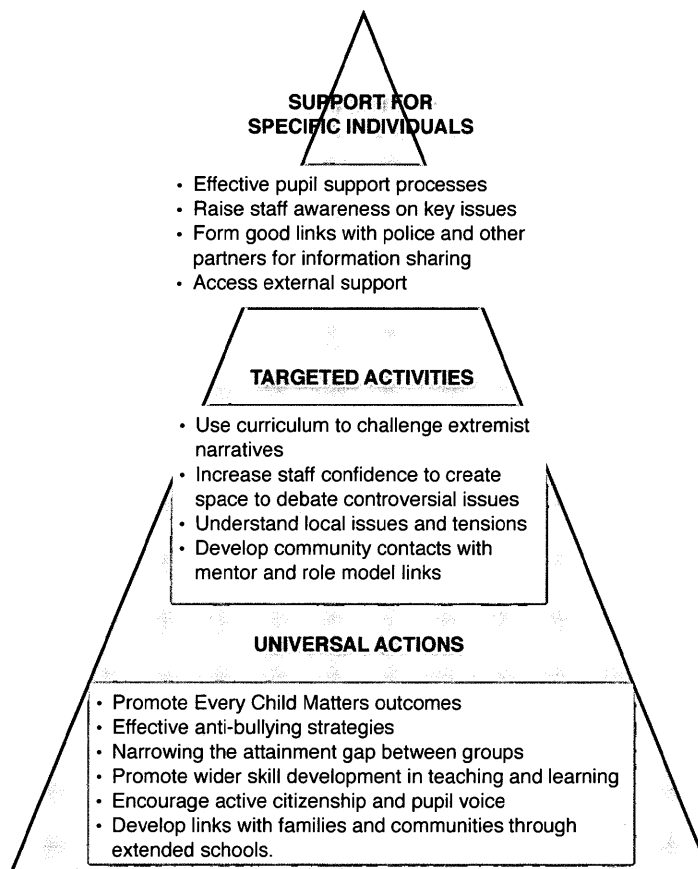 SUPPORT FOR
SPECIFIC INDIVIDUALS
• Effective pupil support processes
• Raise staff awareness on key issues
• Form good links with police and other
partners for information sharing
• Access external support
TARGETED ACTIVITIES
• Use curriculum to challenge extremist
narratives
• Increase staff confidence to create
space to debate controversial issues
• Understand local issues and tensions
• Develop community contacts with
mentor and role model links
UNIVERSAL ACTIONS
• Promote Every Child Matters outcomes
• Effective anti-bullying strategies
• Narrowing the attainment gap between groups
• Promote wider skill development in teaching and learning
• Encourage active citizenship and pupil voice
• Develop links with families and communities through
extended schools.